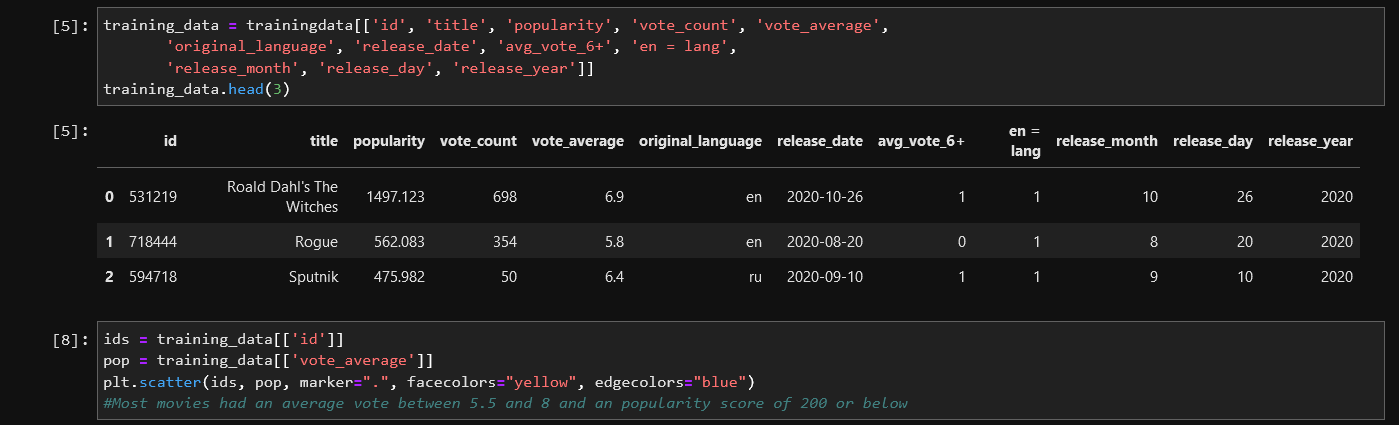 [5]: training_data = trainingdata[['id', 'title', 'popularity', 'vote_count', 'vote_average',
'original_language', 'release_date', 'avg_vote_6+', 'en = lang',
'release_month', 'release_day', 'release_year']]
training_data.head(3)
[5]:
id title popularity vote_count vote_average original_language release_date avg_vote_6+ en = lang release_month release_day release_year
0 531219 Roald Dahl's The Witches 1497.123 698 6.9 en 2020-10-26 1 1 10 26 2020
1 718444 Rogue 562.083 354 5.8 en 2020-08-20 0 1 8 20 2020
2 594718 Sputnik 475.982 50 6.4 ru 2020-09-10 1 1 9 10 2020
[8]: ids = training_data[['id']]
pop = training_data[['vote_average']]
plt.scatter(ids, pop, marker=".", facecolors="yellow", edgecolors="blue")
#Most movies had an average vote between 5.5 and 8 and an popularity score of 200 or below